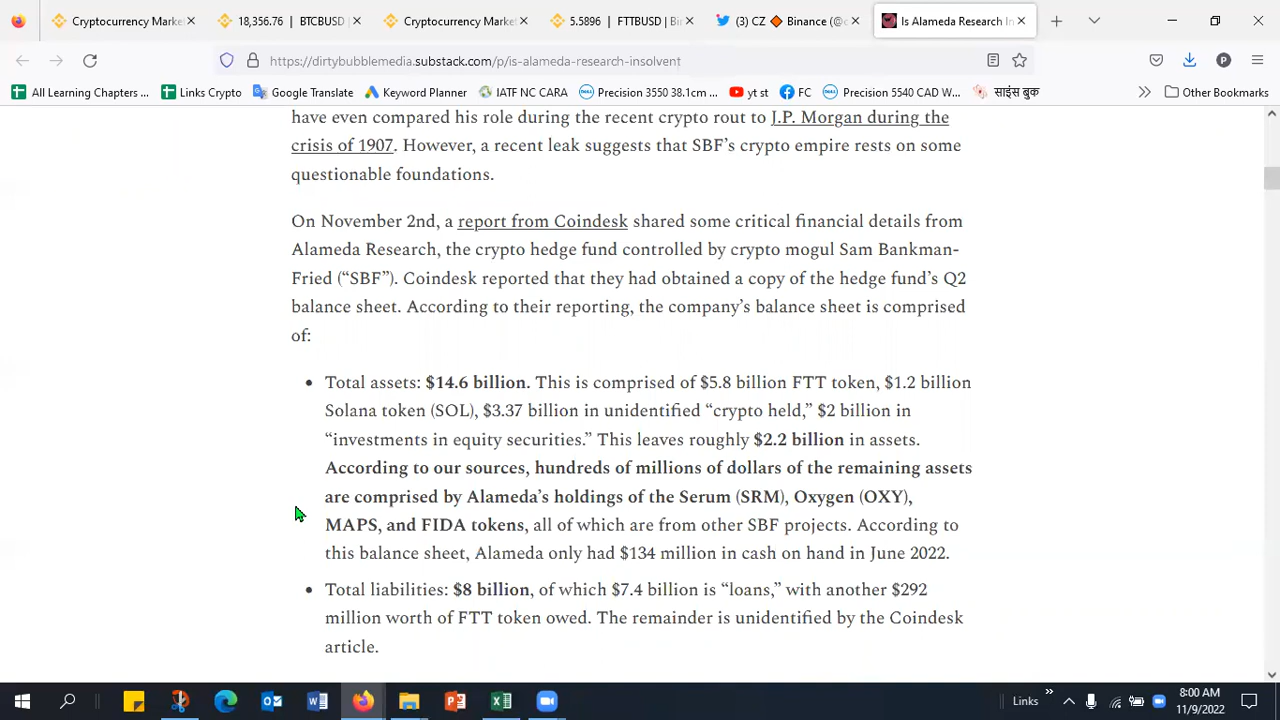 Cryptocurrency Marke
18,356.76 | BTCBUSD
Cryptocurrency Market
5.5896 | FTTBUSD | Bin
(3) CZ 🔶 Binance (@c
Is Alameda Research In
https://dirtybubblemedia.substack.com/p/is-alameda-research-insolvent
All Learning Chapters ...
Links Crypto
Google Translate
Keyword Planner
IATF NC CARA
Precision 3550 38.1cm ...
yt st
FC
Precision 5540 CAD W...
साइंस बुक
Other Bookmarks
have even compared his role during the recent crypto rout to J.P. Morgan during the
crisis of 1907. However, a recent leak suggests that SBF’s crypto empire rests on some
questionable foundations.
On November 2nd, a report from Coindesk shared some critical financial details from
Alameda Research, the crypto hedge fund controlled by crypto mogul Sam Bankman-
Fried (“SBF”). Coindesk reported that they had obtained a copy of the hedge fund’s Q2
balance sheet. According to their reporting, the company’s balance sheet is comprised
of:
• Total assets: $14.6 billion. This is comprised of $5.8 billion FTT token, $1.2 billion
Solana token (SOL), $3.37 billion in unidentified “crypto held,” $2 billion in
“investments in equity securities.” This leaves roughly $2.2 billion in assets.
According to our sources, hundreds of millions of dollars of the remaining assets
are comprised by Alameda’s holdings of the Serum (SRM), Oxygen (OXY),
MAPS, and FIDA tokens, all of which are from other SBF projects. According to
this balance sheet, Alameda only had $134 million in cash on hand in June 2022.
• Total liabilities: $8 billion, of which $7.4 billion is “loans,” with another $292
million worth of FTT token owed. The remainder is unidentified by the Coindesk
article.
Links
8:00 AM
11/9/2022